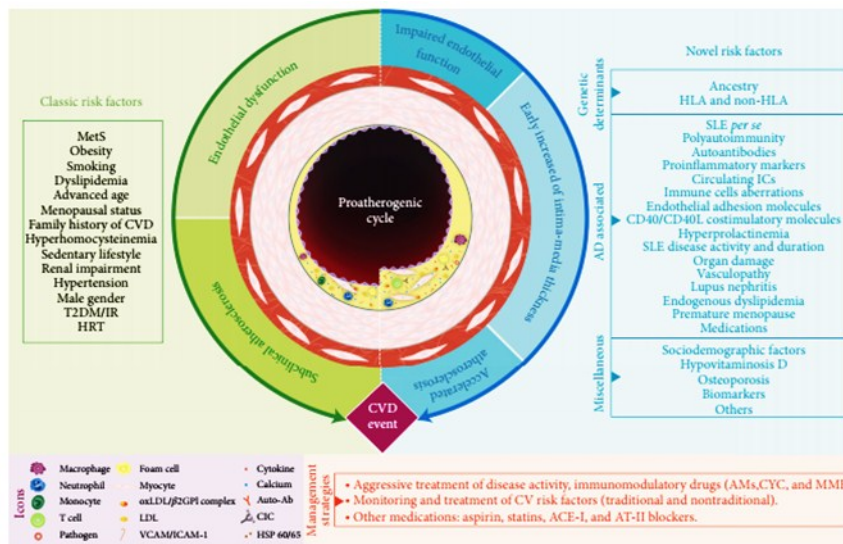 Classic risk factors
MetS
Obesity
Smoking
Dyslipidemia
Advanced age
Menopausal status
Family history of CVD
Hyperhomocysteinemia
Sedentary lifestyle
Renal impairment
Hypertension
Male gender
T2DM/IR
HRT
Endothelial dysfunction
Subclinical atherosclerosis
Impaired endothelial
function
Early increased of intima-media thickness
Accelerated
atherosclerosis
Proatherogenic
cycle
CVD
event
Novel risk factors
Genetic
determinants
Ancestry
HLA and non-HLA
AD associated
SLE per se
Polyautoimmunity
Autoantibodies
Proinflammatory markers
Circulating ICs
Immune cells aberrations
Endothelial adhesion molecules
CD40/CD40L costimulatory molecules
Hyperprolactinemia
SLE disease activity and duration
Organ damage
Vasculopathy
Lupus nephritis
Endogenous dyslipidemia
Premature menopause
Medications
Miscellaneous
Sociodemographic factors
Hypovitaminosis D
Osteoporosis
Biomarkers
Others
Icons
Macrophage
Neutrophil
Monocyte
T cell
Pathogen
Foam cell
Myocyte
oxLDL/β2GPI complex
LDL
VCAM/ICAM-1
Cytokine
Calcium
Auto-Ab
CIC
HSP 60/65
Management
strategies
• Aggressive treatment of disease activity, immunomodulatory drugs (AMs,CYC, and MMF
• Monitoring and treatment of CV risk factors (traditional and nontraditional).
• Other medications: aspirin, statins, ACE-I, and AT-II blockers.